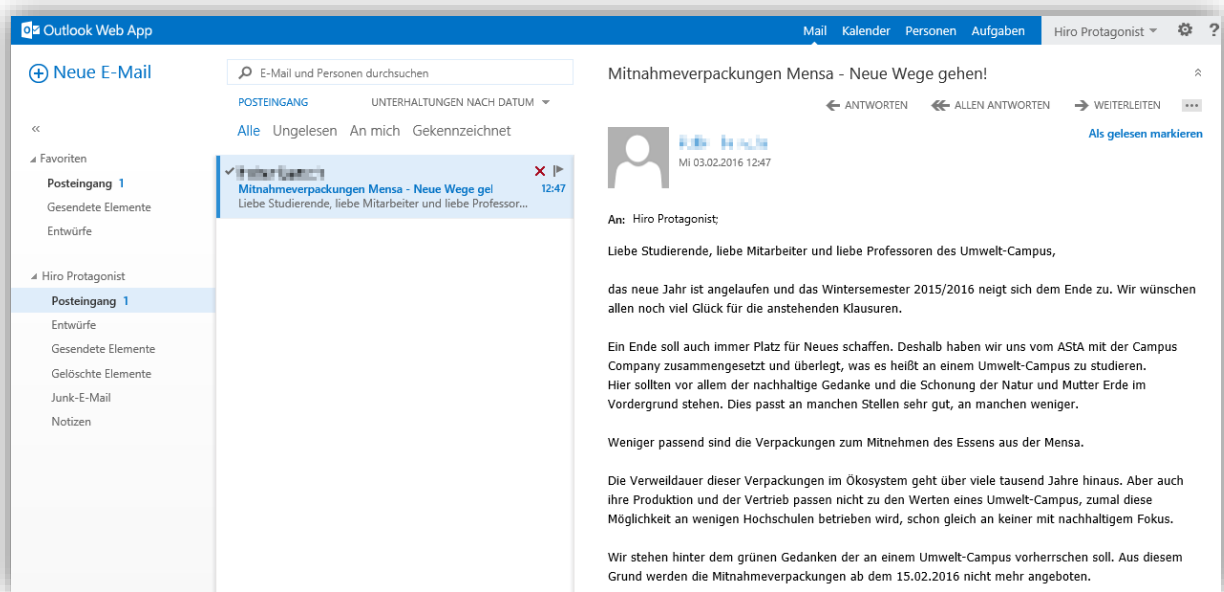 Outlook Web App
Mail Kalender Personen Aufgaben Hiro Protagonist ?
Neue E-Mail
«
Favoriten
Posteingang 1
Gesendete Elemente
Entwürfe
Hiro Protagonist
Posteingang 1
Entwürfe
Gesendete Elemente
Gelöschte Elemente
Junk-E-Mail
Notizen
E-Mail und Personen durchsuchen
POSTEINGANG UNTERHALTUNGEN NACH DATUM
Alle Ungelesen An mich Gekennzeichnet
Mitnahmeverpackungen Mensa - Neue Wege gel 12:47
Liebe Studierende, liebe Mitarbeiter und liebe Professor...
Mitnahmeverpackungen Mensa - Neue Wege gehen!
ANTWORTEN ALLEN ANTWORTEN WEITERLEITEN ...
Als gelesen markieren
Mi 03.02.2016 12:47
An: Hiro Protagonist;
Liebe Studierende, liebe Mitarbeiter und liebe Professoren des Umwelt-Campus,
das neue Jahr ist angelaufen und das Wintersemester 2015/2016 neigt sich dem Ende zu. Wir wünschen
allen noch viel Glück für die anstehenden Klausuren.
Ein Ende soll auch immer Platz für Neues schaffen. Deshalb haben wir uns vom AStA mit der Campus
Company zusammengesetzt und überlegt, was es heißt an einem Umwelt-Campus zu studieren.
Hier sollten vor allem der nachhaltige Gedanke und die Schonung der Natur und Mutter Erde im
Vordergrund stehen. Dies passt an manchen Stellen sehr gut, an manchen weniger.
Weniger passend sind die Verpackungen zum Mitnehmen des Essens aus der Mensa.
Die Verweildauer dieser Verpackungen im Ökosystem geht über viele tausend Jahre hinaus. Aber auch
ihre Produktion und der Vertrieb passen nicht zu den Werten eines Umwelt-Campus, zumal diese
Möglichkeit an wenigen Hochschulen betrieben wird, schon gleich an keiner mit nachhaltigem Fokus.
Wir stehen hinter dem grünen Gedanken der an einem Umwelt-Campus vorherrschen soll. Aus diesem
Grund werden die Mitnahmeverpackungen ab dem 15.02.2016 nicht mehr angeboten.